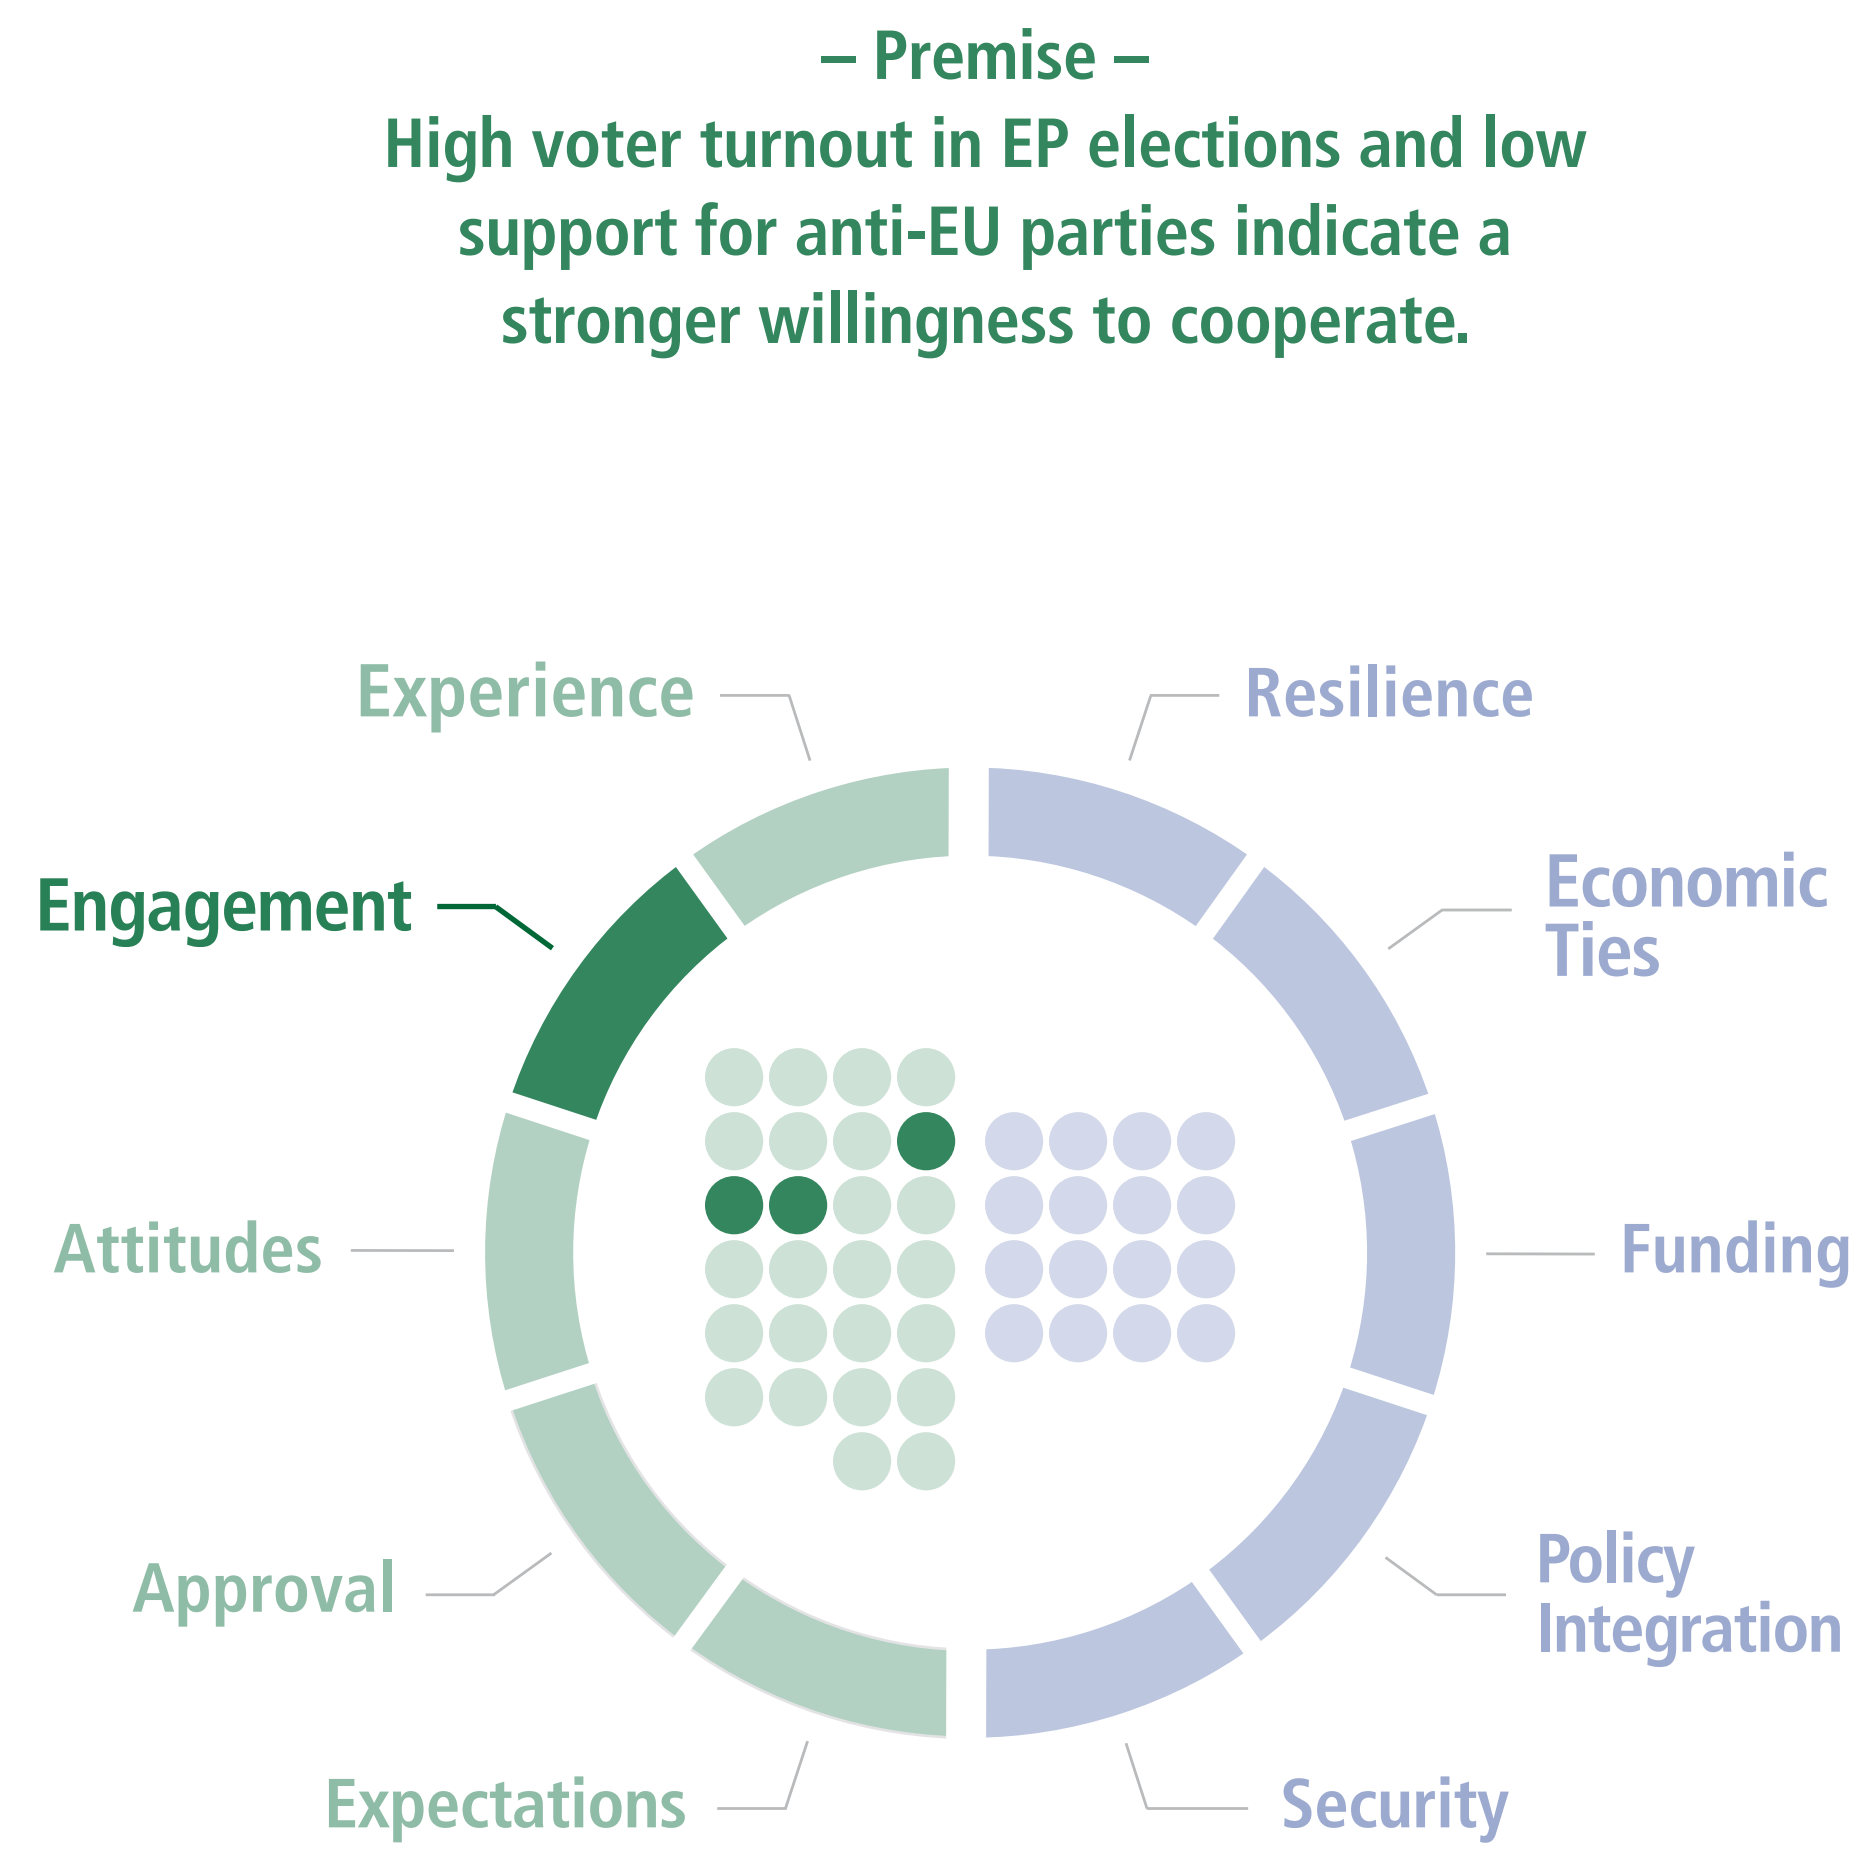 – Premise –
High voter turnout in EP elections and low
support for anti-EU parties indicate a
stronger willingness to cooperate.
Experience
Resilience
Engagement
Economic
Ties
Attitudes
Funding
Approval
Policy
Integration
Expectations
Security